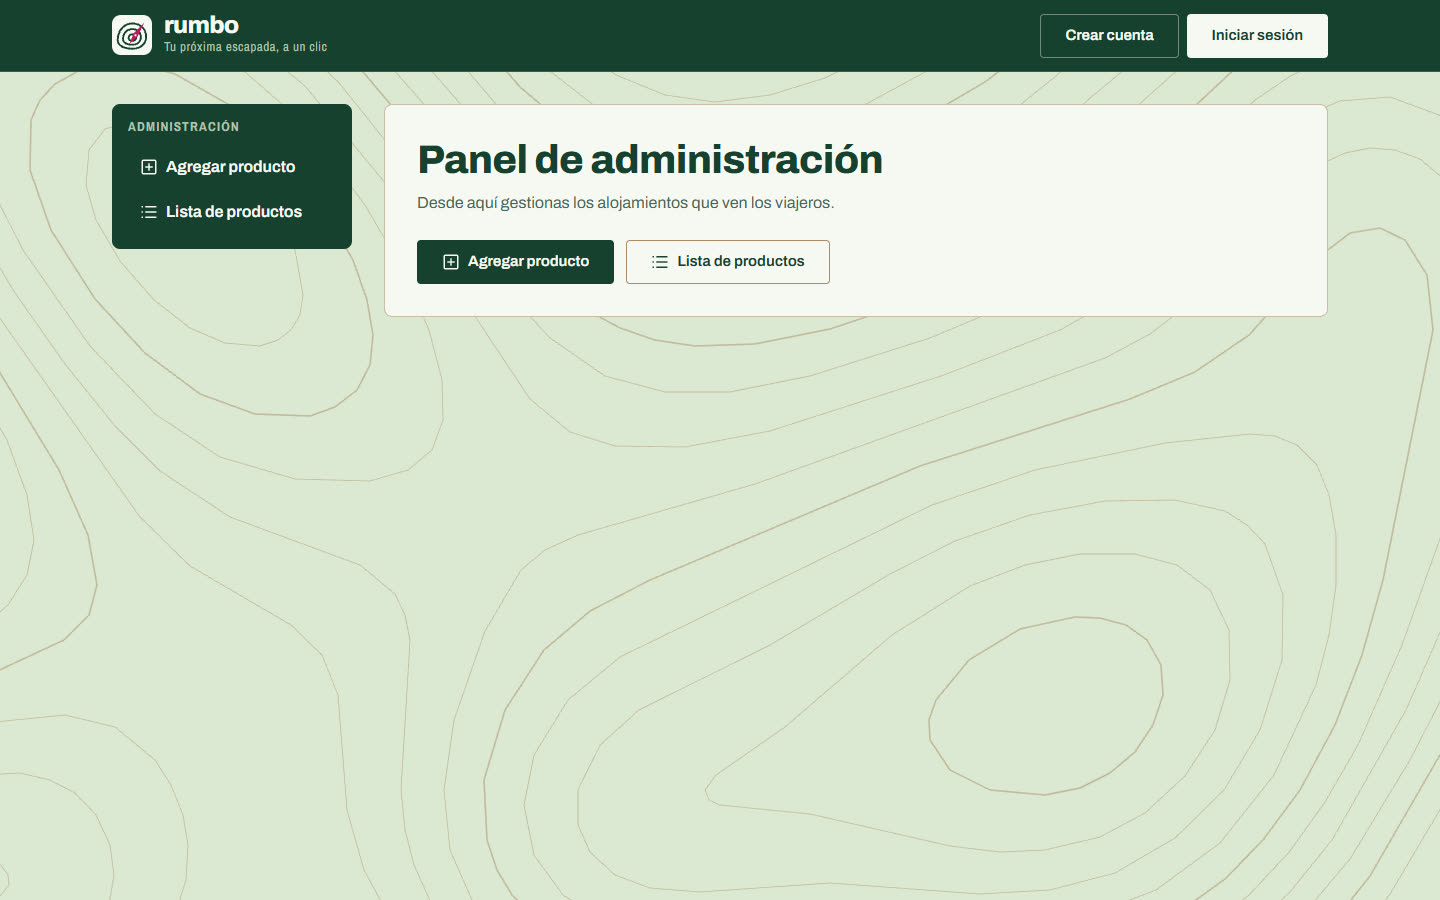 rumbo
Tu próxima escapada, a un clic
Crear cuenta
Iniciar sesión
ADMINISTRACIÓN
Agregar producto
Lista de productos
Panel de administración
Desde aquí gestionas los alojamientos que ven los viajeros.
Agregar producto
Lista de productos